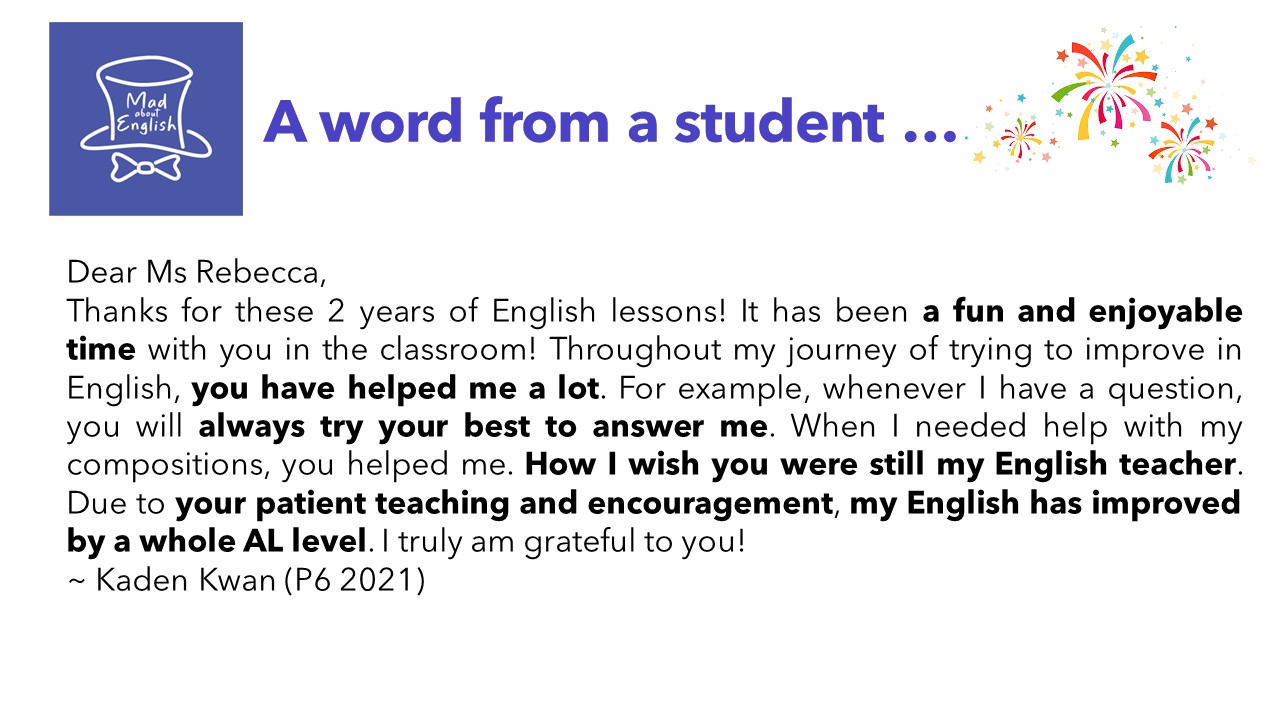 Mad
about
English
A word from a student ...
Dear Ms Rebecca,
Thanks for these 2 years of English lessons! It has been a fun and enjoyable
time with you in the classroom! Throughout my journey of trying to improve in
English, you have helped me a lot. For example, whenever I have a question,
you will always try your best to answer me. When I needed help with my
compositions, you helped me. How I wish you were still my English teacher.
Due to your patient teaching and encouragement, my English has improved
by a whole AL level. I truly am grateful to you!
~ Kaden Kwan (P6 2021)